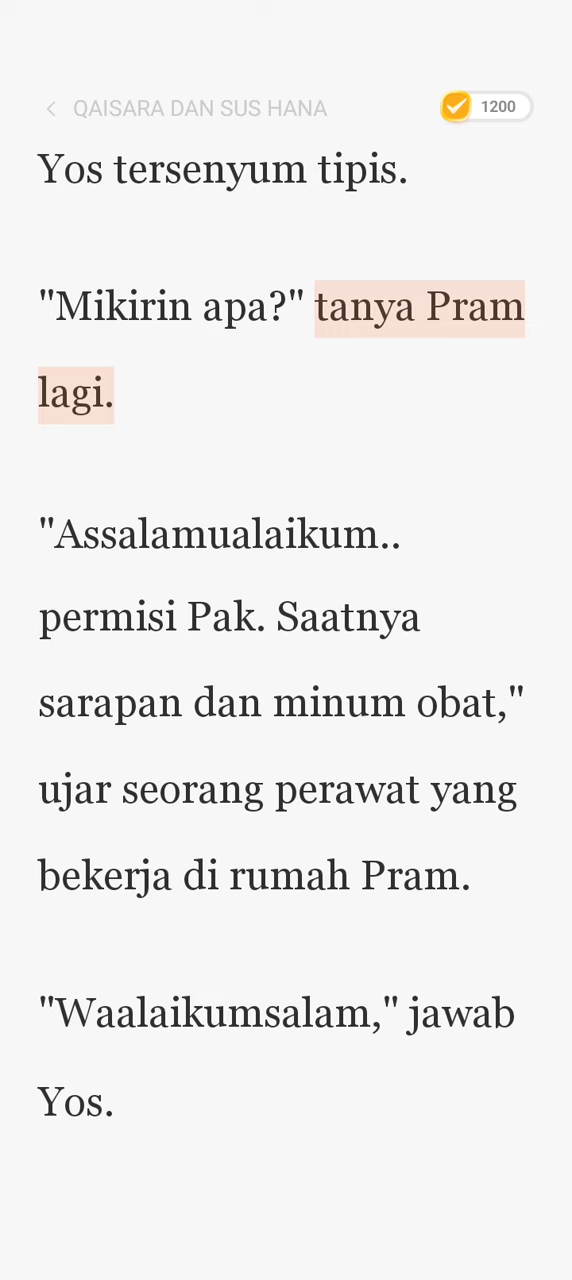 QAISARA DAN SUS HANA
1200
Yos tersenyum tipis.
"Mikirin apa?" tanya Pram
lagi.
"Assalamualaikum..
permisi Pak. Saatnya
sarapan dan minum obat,"
ujar seorang perawat yang
bekerja di rumah Pram.
"Waalaikumsalam," jawab
Yos.